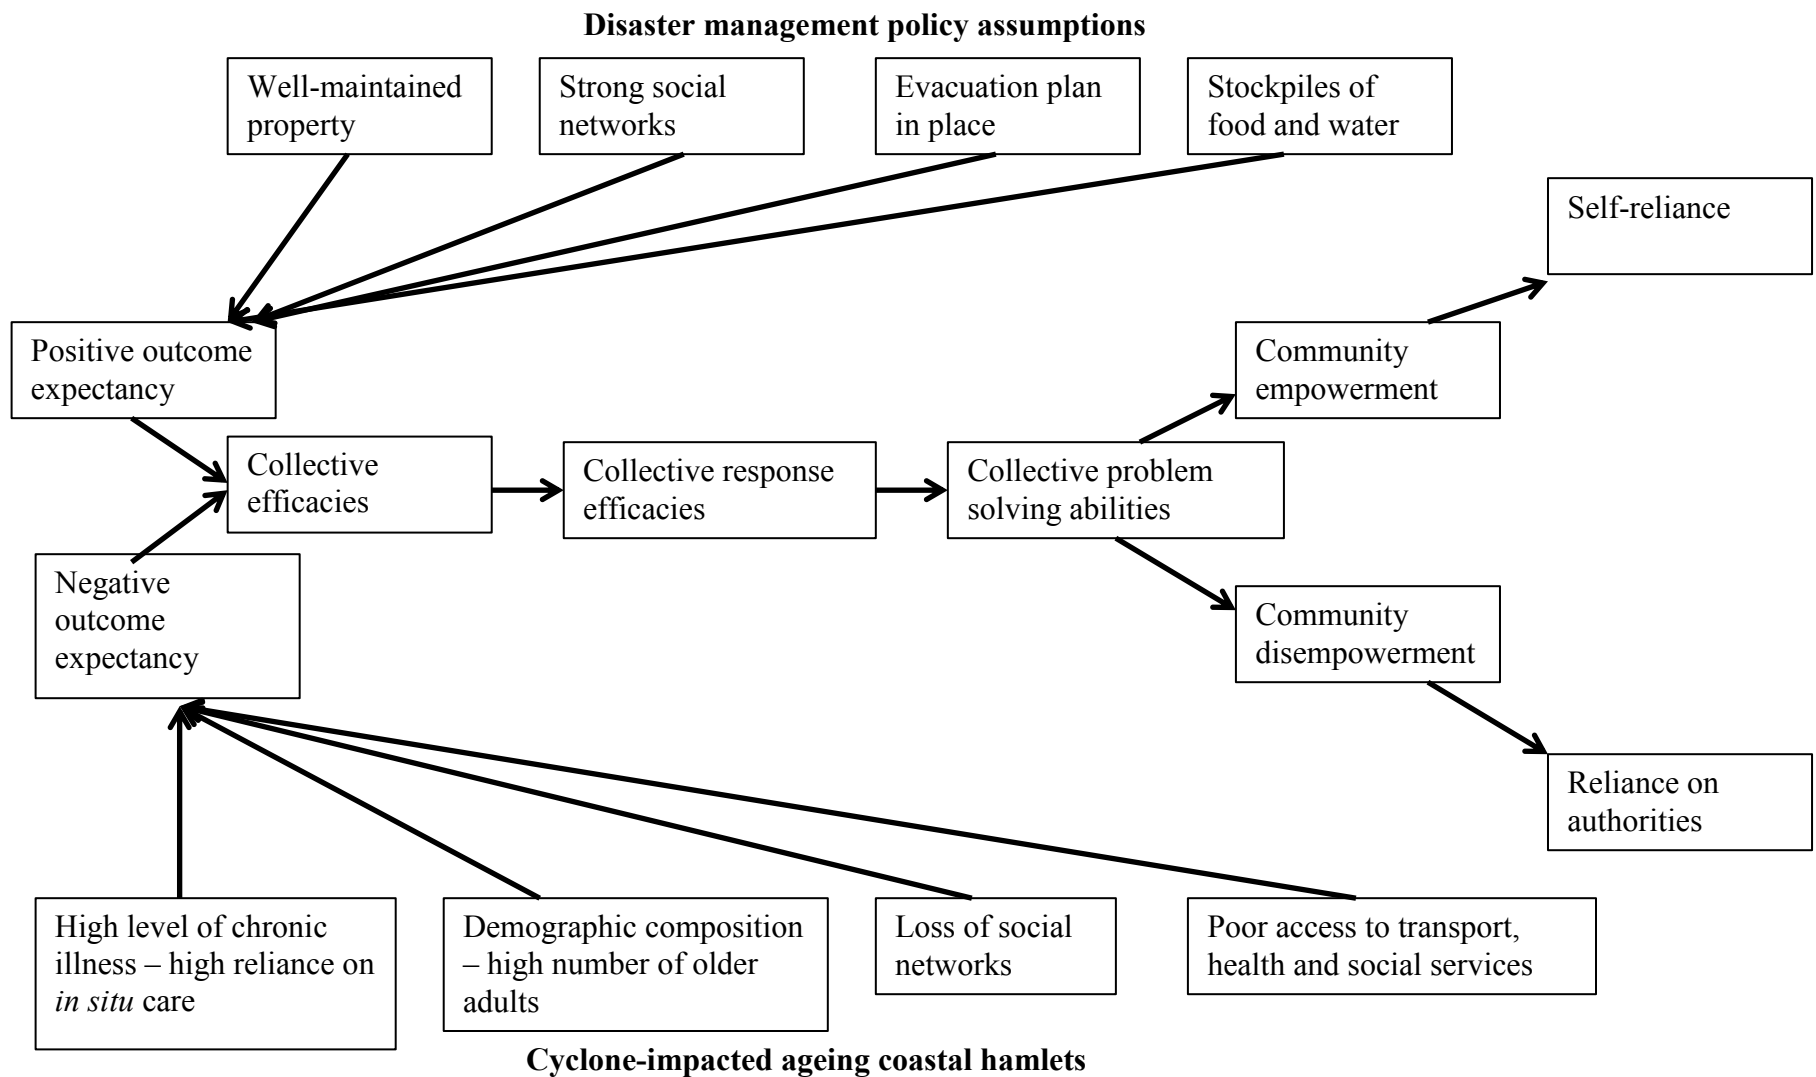 Disaster management policy assumptions
Well-maintained
property
Strong social
networks
Evacuation plan
in place
Stockpiles of
food and water
Self-reliance
Positive outcome
expectancy
Community
empowerment
Collective
efficacies
Collective response
efficacies
Collective problem
solving abilities
Negative
outcome
expectancy
Community
disempowerment
Reliance on
authorities
High level of chronic
illness – high reliance on
in situ care
Demographic composition
– high number of older
adults
Loss of social
networks
Poor access to transport,
health and social services
Cyclone-impacted ageing coastal hamlets